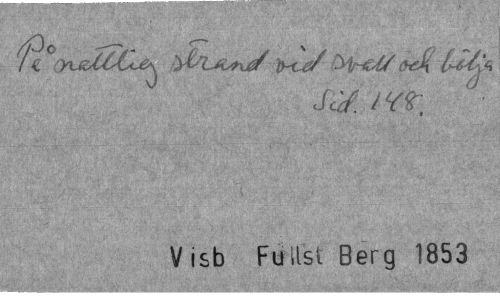 På nattlig strand vid svall och bölja
Sid. 148.
Visb Fullst Berg 1853